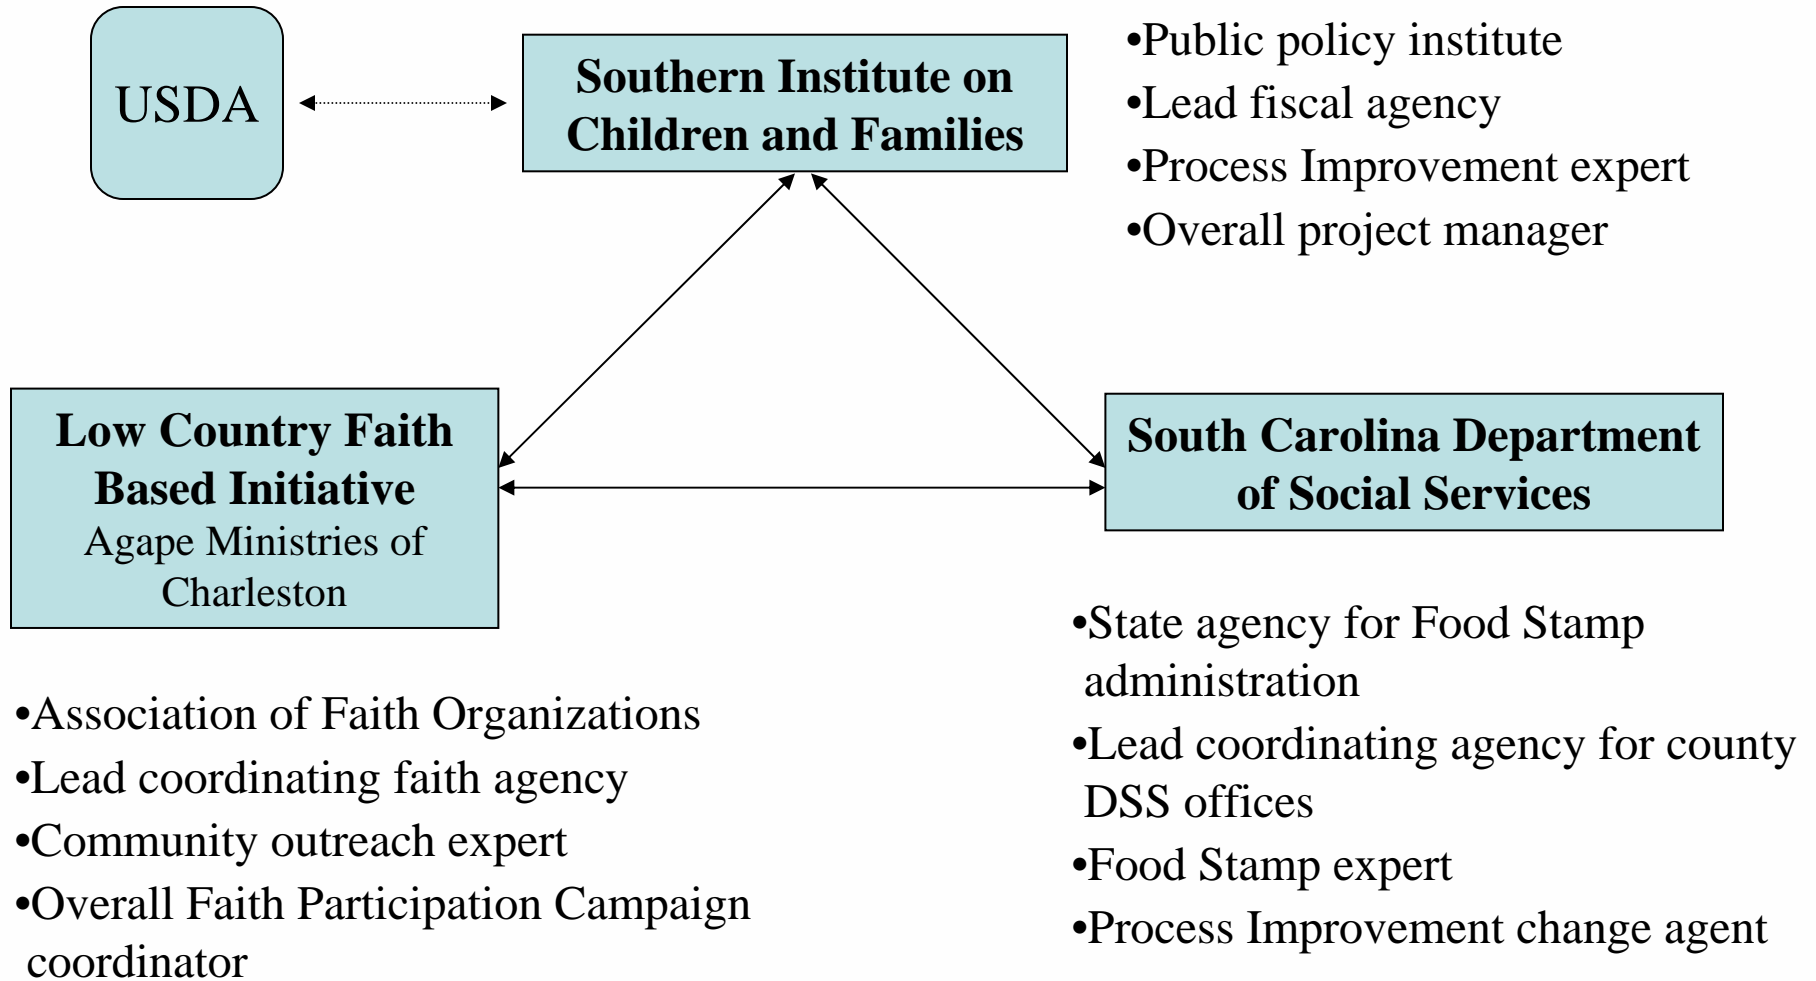 USDA
Southern Institute on
Children and Families
•Public policy institute
•Lead fiscal agency
•Process Improvement expert
•Overall project manager
Low Country Faith
Based Initiative
Agape Ministries of
Charleston
South Carolina Department
of Social Services
•Association of Faith Organizations
•Lead coordinating faith agency
•Community outreach expert
•Overall Faith Participation Campaign
coordinator
•State agency for Food Stamp
administration
•Lead coordinating agency for county
DSS offices
•Food Stamp expert
•Process Improvement change agent